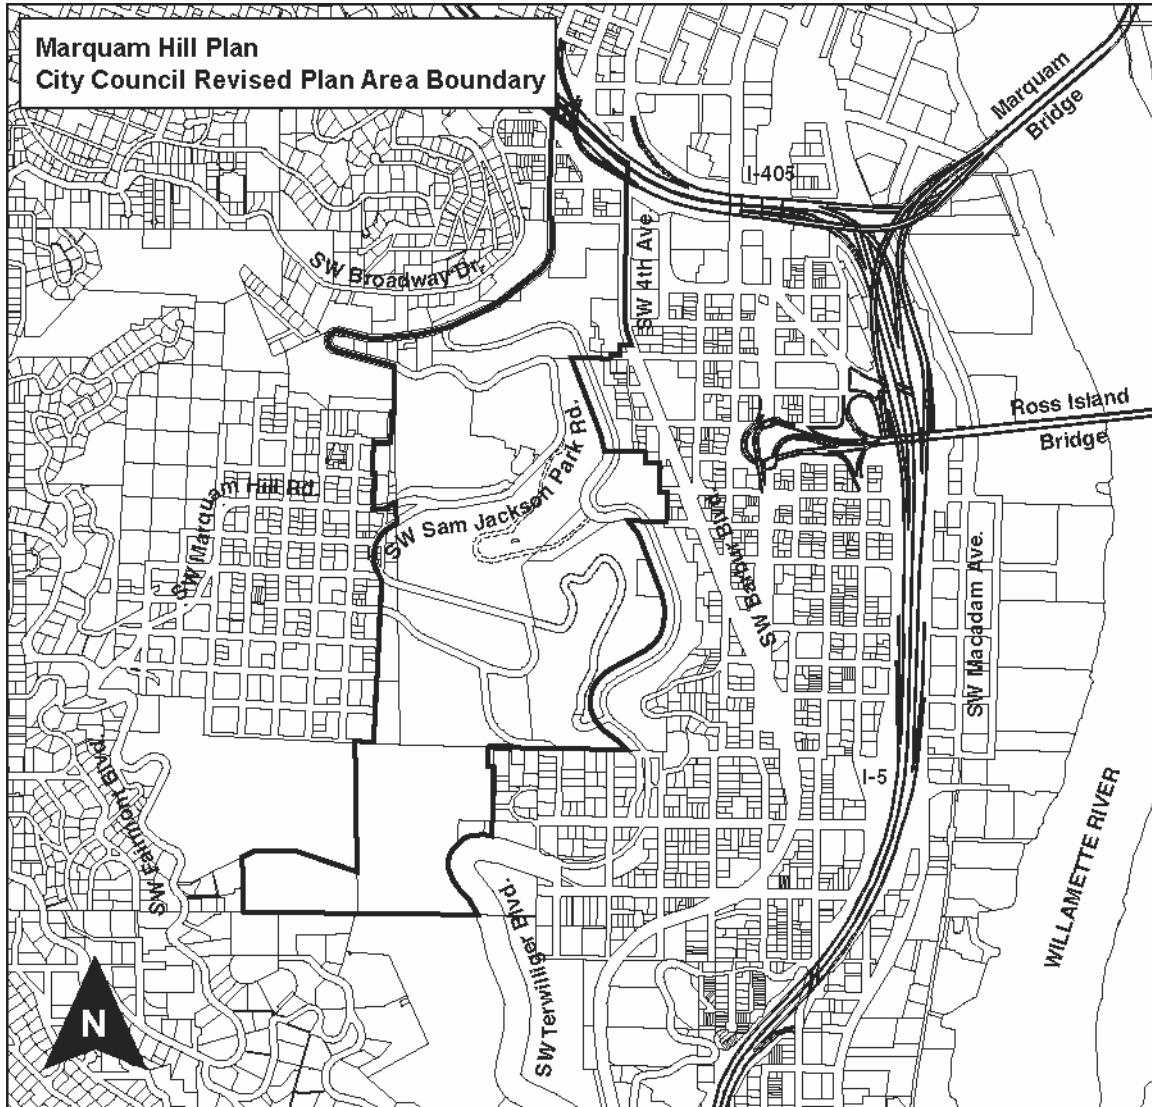 Marquam Hill Plan
City Council Revised Plan Area Boundary
Marquam
Bridge
I-405
SW 4th Ave
SW Broadway Dr.
Ross Island
Bridge
SW Marquam Hill Rd.
SW Sam Jackson Park Rd.
SW Barbur Blvd.
SW Macadam Ave.
SW Fairmont Blvd.
I-5
WILLAMETTE RIVER
SW Terwilliger Blvd.
N